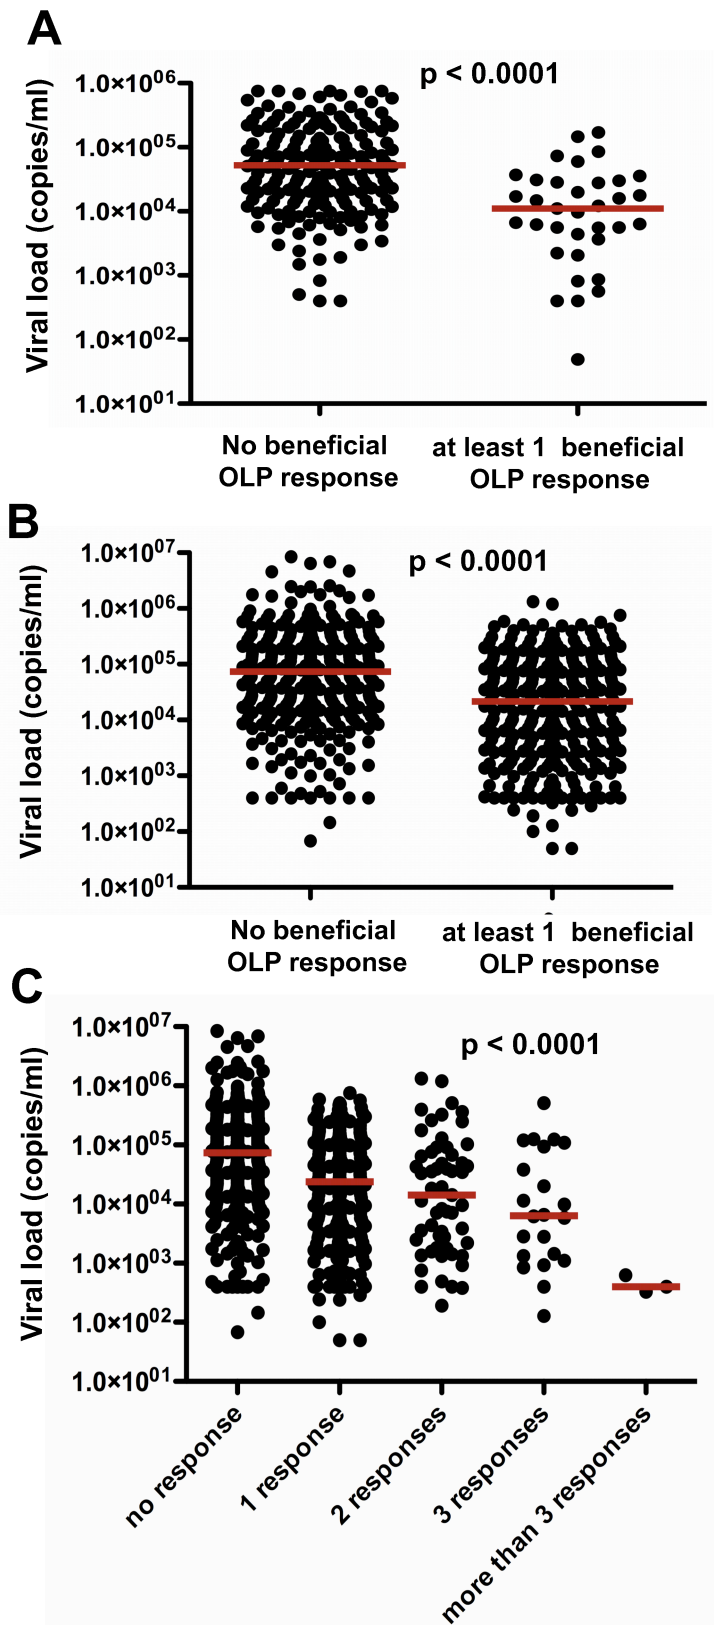 A
p < 0.0001
Viral load (copies/ml)
1.0×10⁰⁶
1.0×10⁰⁵
1.0×10⁰⁴
1.0×10⁰³
1.0×10⁰²
1.0×10⁰¹
No beneficial
OLP response
at least 1 beneficial
OLP response
B
p < 0.0001
Viral load (copies/ml)
1.0×10⁰⁷
1.0×10⁰⁶
1.0×10⁰⁵
1.0×10⁰⁴
1.0×10⁰³
1.0×10⁰²
1.0×10⁰¹
No beneficial
OLP response
at least 1 beneficial
OLP response
C
p < 0.0001
Viral load (copies/ml)
1.0×10⁰⁷
1.0×10⁰⁶
1.0×10⁰⁵
1.0×10⁰⁴
1.0×10⁰³
1.0×10⁰²
1.0×10⁰¹
no response
1 response
2 responses
3 responses
more than 3 responses